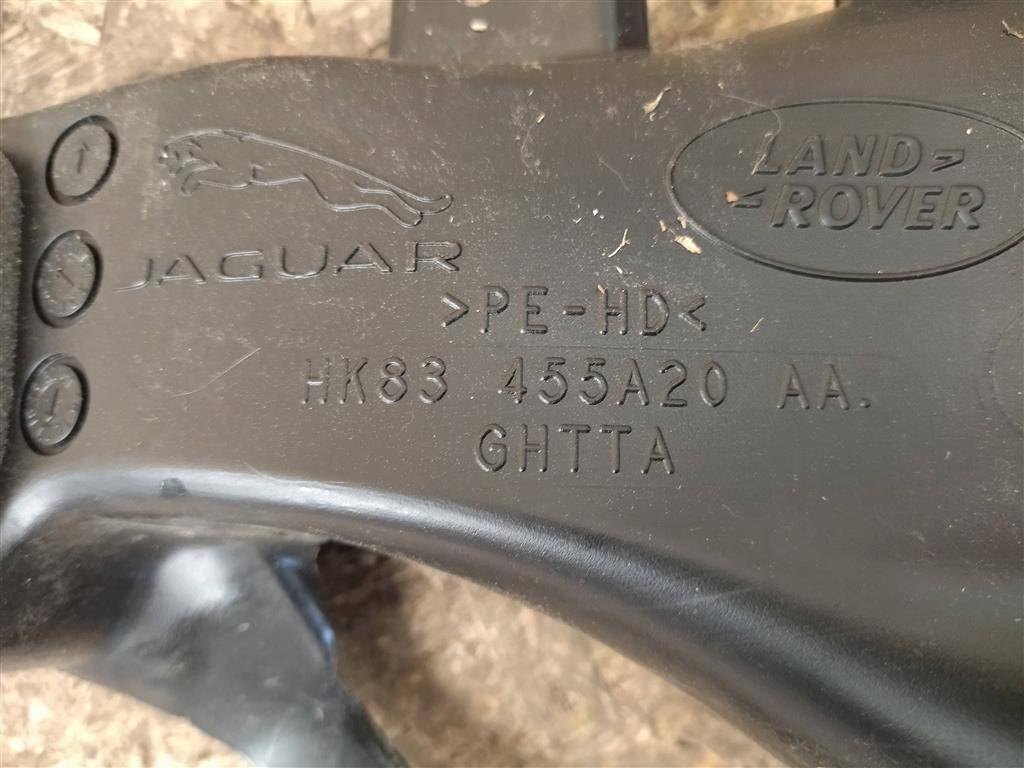 JAGUAR
LAND
ROVER
>PE-HD<
HK83 455A20 AA.
GHTTA